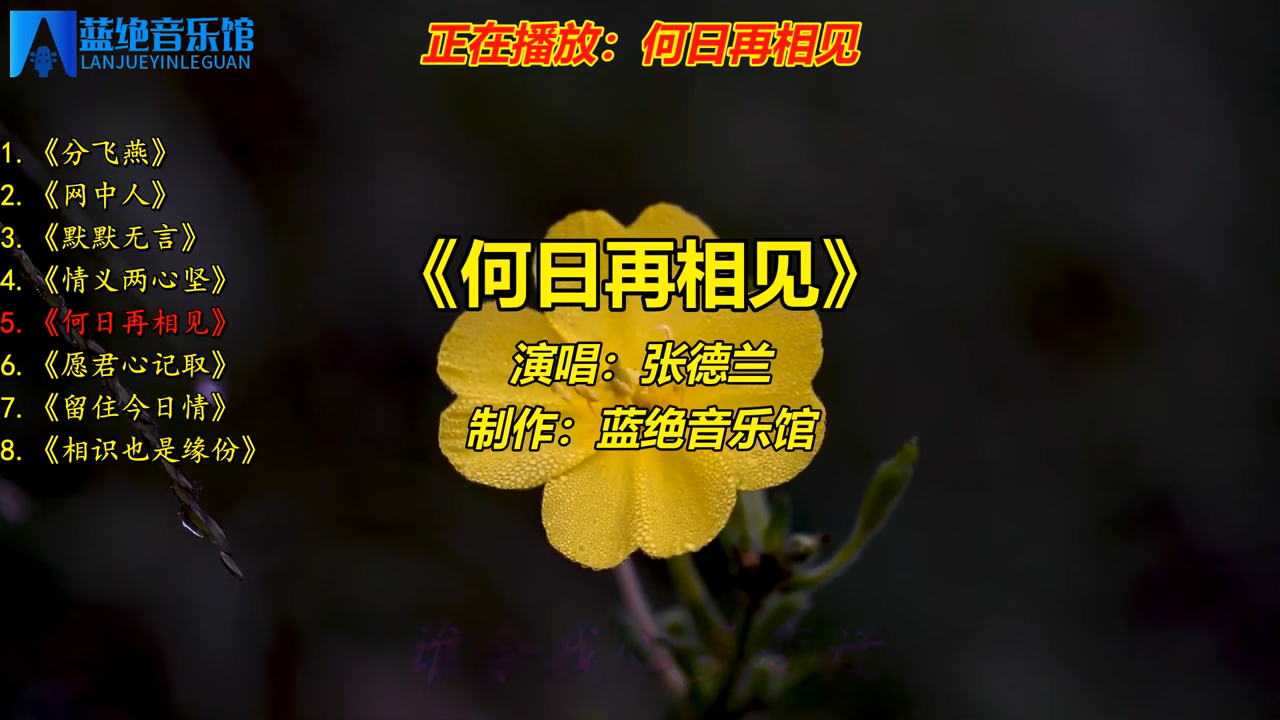 蓝绝音乐馆
LANJUEYINLEGUAN
正在播放：何日再相见
1.《分飞燕》
2.《网中人》
3.《默默无言》
4.《情义两心坚》
5.《何日再相见》
6.《愿君心记取》
7.《留住今日情》
8.《相识也是缘份》
《何日再相见》
演唱：张德兰
制作：蓝绝音乐馆